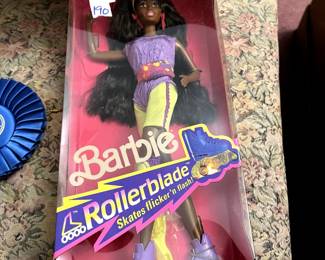 190
Barbie
Rollerblade
Skates flicker 'n flash!